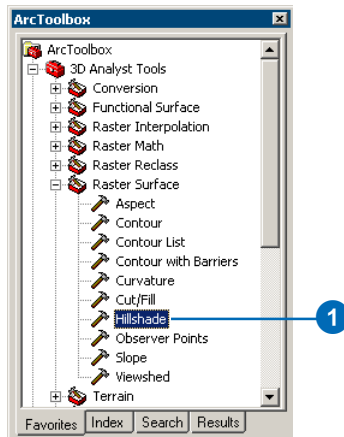 ArcToolbox
ArcToolbox
3D Analyst Tools
Conversion
Functional Surface
Raster Interpolation
Raster Math
Raster Reclass
Raster Surface
Aspect
Contour
Contour List
Contour with Barriers
Curvature
Cut/Fill
Hillshade
1
Observer Points
Slope
Viewshed
Terrain
Favorites Index Search Results